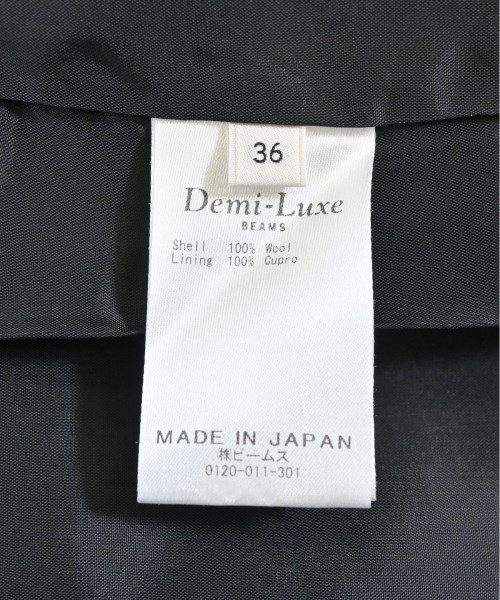 36
Demi-Luxe
BEAMS
Shell 100% Wool
Lining 100% Cupro
MADE IN JAPAN
㈱ビームス
0120-011-301